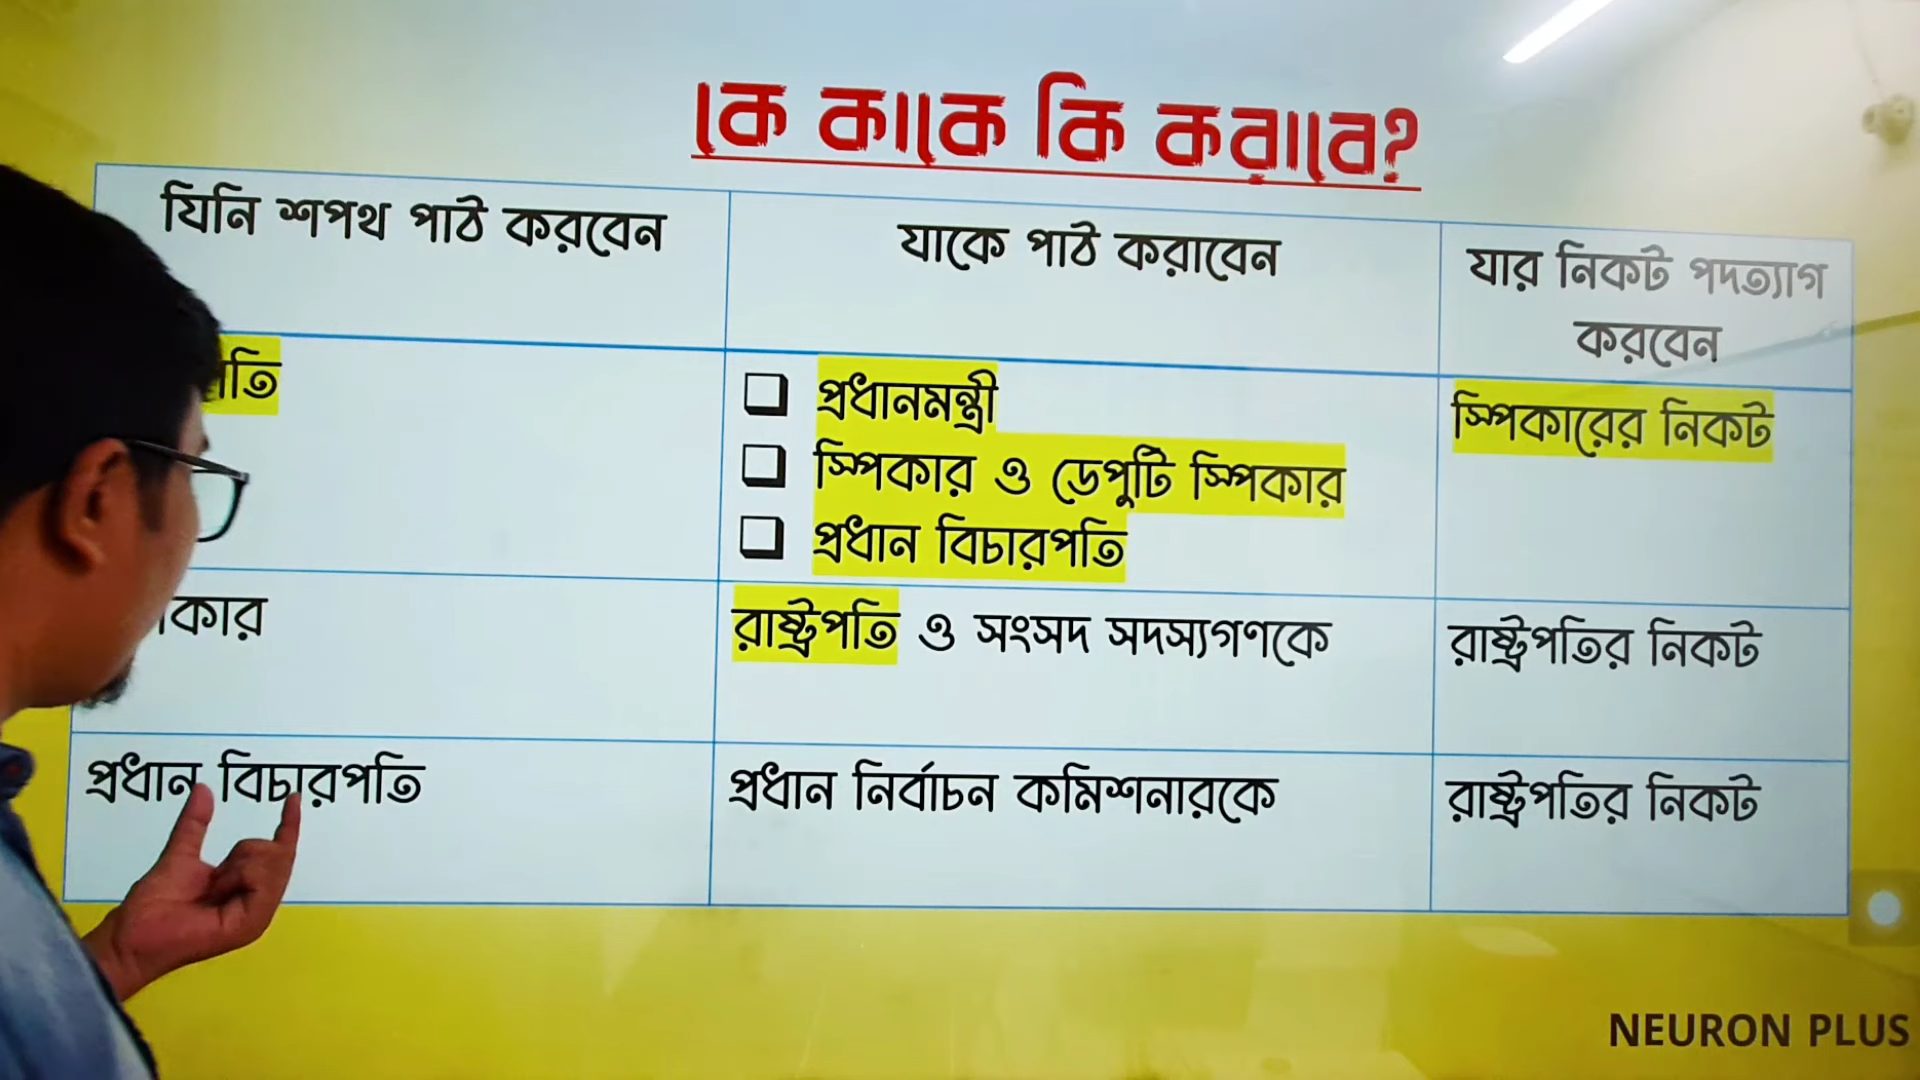 কে কাকে কি করাবে?
যিনি শপথ পাঠ করবেন
যাকে পাঠ করাবেন
যার নিকট পদত্যাগ
করবেন
প্রধানমন্ত্রী
স্পিকার ও ডেপুটি স্পিকার
প্রধান বিচারপতি
স্পিকারের নিকট
রাষ্ট্রপতি ও সংসদ সদস্যগণকে
রাষ্ট্রপতির নিকট
প্রধান বিচারপতি
প্রধান নির্বাচন কমিশনারকে
রাষ্ট্রপতির নিকট
NEURON PLUS